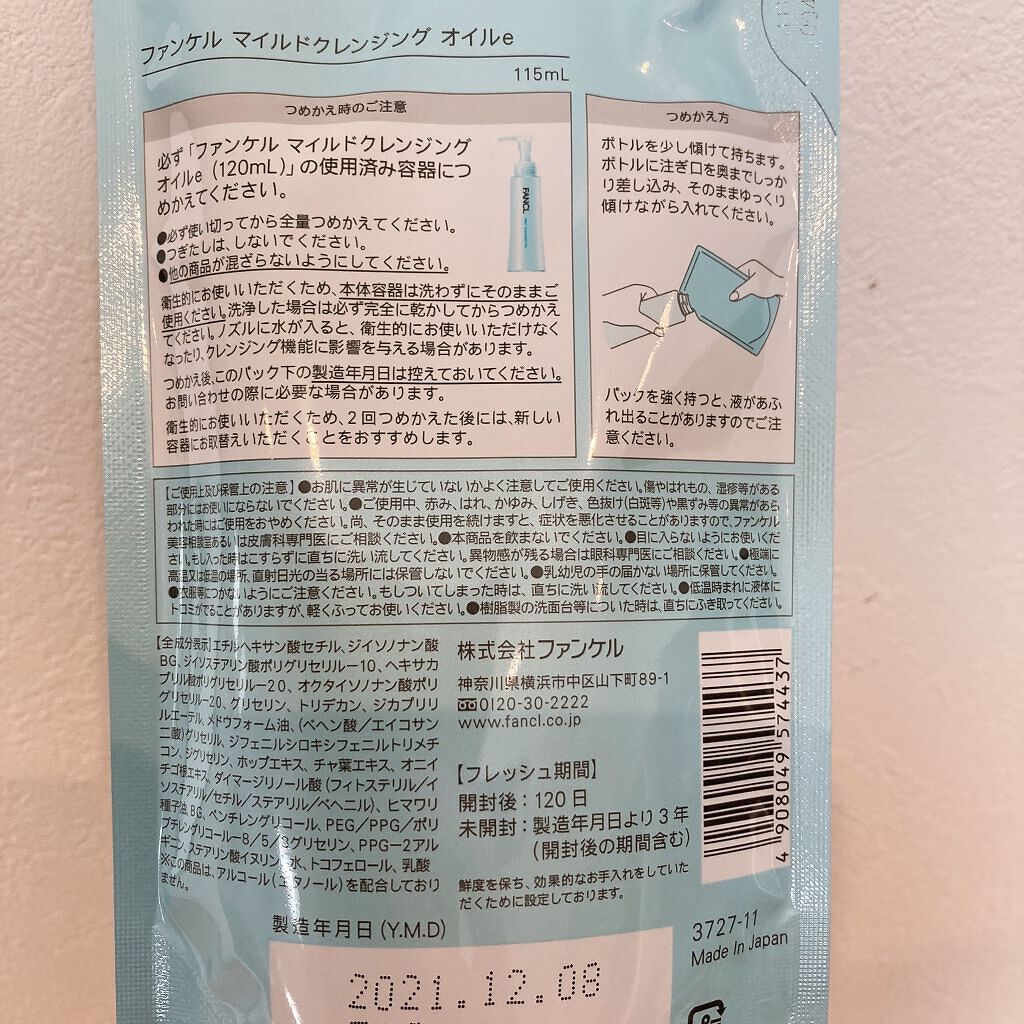 ファンケル マイルドクレンジング オイルe
115mL
つめかえ時のご注意
必ず「ファンケル マイルドクレンジング
オイルe（120mL）」の使用済み容器につ
めかえてください。
FANCL
●必ず使い切ってから全量つめかえてください。
●つぎたしは、しないでください。
●他の商品が混ざらないようにしてください。
衛生的にお使いいただくため、本体容器は洗わずにそのままご
使用ください。洗浄した場合は必ず完全に乾かしてからつめかえ
てください。ノズルに水が入ると、衛生的にお使いいただけなく
なったり、クレンジング機能に影響を与える場合があります。
つめかえ後、このパック下の製造年月日は控えておいてください。
お問い合わせの際に必要な場合があります。
衛生的にお使いいただくため、2回つめかえた後には、新しい
容器にお取替えいただくことをおすすめします。
つめかえ方
ボトルを少し傾けて持ちます。
ボトルに注ぎ口を奥までしっか
り差し込み、そのままゆっくり
傾けながら入れてください。
パックを強く持つと、液があふ
れ出ることがありますのでご注
意ください。
【ご使用上及び保管上の注意】●お肌に異常が生じていないかよく注意してご使用ください。傷やはれもの、湿疹等がある
部分にはお使いにならないでください。●ご使用中、赤み、はれ、かゆみ、しげき、色抜け（白斑等）や黒ずみ等の異常があら
われた時にはご使用をおやめください。尚、そのまま使用を続けますと、症状を悪化させることがありますので、ファンケル
美容相談室あるいは皮膚科専門医にご相談ください。●本商品を飲まないでください。●目に入らないようにお使いくだ
さい。もし入った時はこすらずに直ちに洗い流してください。異物感が残る場合は眼科専門医にご相談ください。●極端に
高温又は低温の場所、直射日光の当る場所には保管しないでください。●乳幼児の手の届かない場所に保管してください。
●衣服等につかないようにご注意ください。もしついてしまった時は、直ちに洗い流してください。●低温時まれに液体に
トコミがでることがありますが、軽くふってお使いください。●樹脂製の洗面台等についた時は、直ちにふき取ってください。
【全成分表示】エチルヘキサン酸セチル、ジイソノナン酸
BG、ジイソステアリン酸ポリグリセリル－10、ヘキサカ
プリル酸ポリグリセリル－20、オクタイソノナン酸ポリ
グリセリル－20、グリセリン、トリデカン、ジカプリリ
ルエーテル、メドウフォーム油、（ベヘン酸／エイコサン
二酸）グリセリル、ジフェニルシロキシフェニルトリメチ
コン、ジグリセリン、ホップエキス、チャ葉エキス、オニイ
チゴ根エキス、ダイマージリノール酸（フィトステリル／イ
ソステアリル／セチル／ステアリル／ベヘニル）、ヒマワリ
種子油、BG、ペンチレングリコール、PEG／PPG／ポリ
ブチレングリコール－8／5／3グリセリン、PPG－2アル
ギニン、ステアリン酸イヌリン、水、トコフェロール、乳酸
※この商品は、アルコール（エタノール）を配合しており
ません。
株式会社ファンケル
神奈川県横浜市中区山下町89-1
0120-30-2222
www.fancl.co.jp
【フレッシュ期間】
開封後：120日
未開封：製造年月日より3年
（開封後の期間含む）
鮮度を保ち、効果的なお手入れをしていた
だくために設定しております。
4 908049 574437
3727-11
Made In Japan
製造年月日（Y.M.D）
2021.12.08